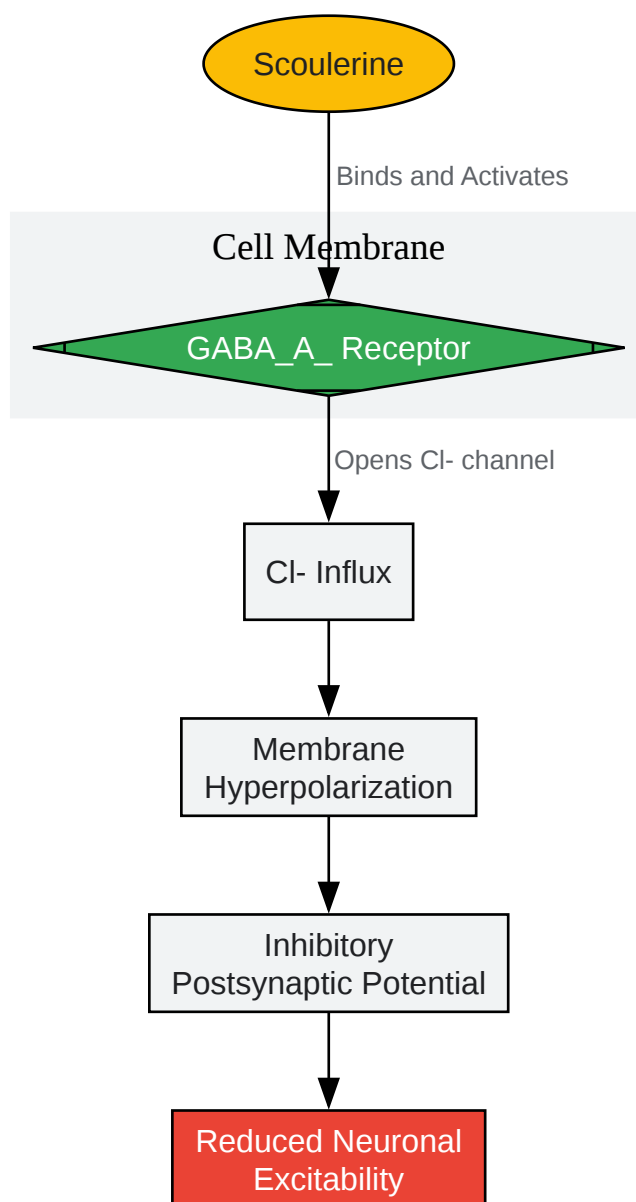 Scoulerine
Binds and Activates
Cell Membrane
GABA_A_ Receptor
Opens Cl- channel
Cl- Influx
Membrane
Hyperpolarization
Inhibitory
Postsynaptic Potential
Reduced Neuronal
Excitability